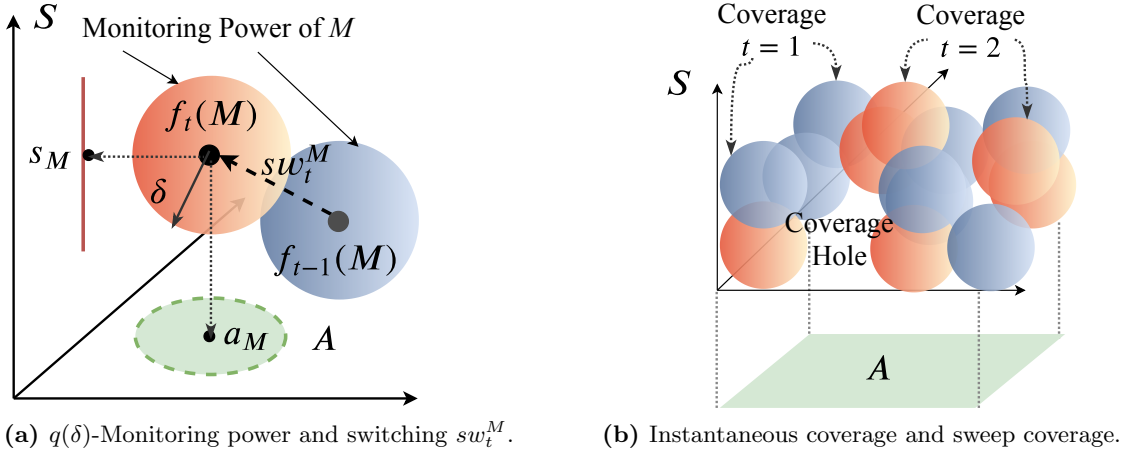 S
Monitoring Power of M
f_t(M)
s_M
sw_t^M
δ
f_{t-1}(M)
a_M
A
(a) q(δ)-Monitoring power and switching sw_t^M.
Coverage
t = 1
Coverage
t = 2
S
Coverage
Hole
A
(b) Instantaneous coverage and sweep coverage.